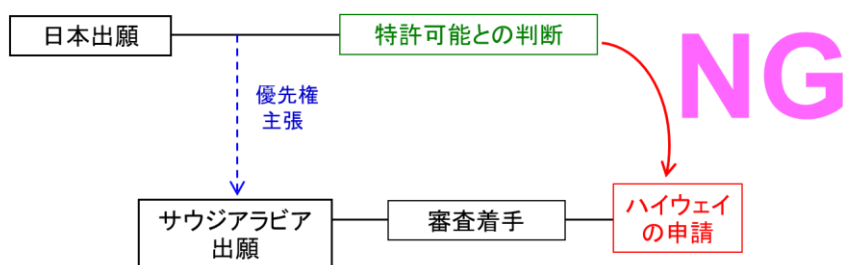 日本出願
特許可能との判断
NG
優先権
主張
サウジアラビア
出願
審査着手
ハイウェイ
の申請